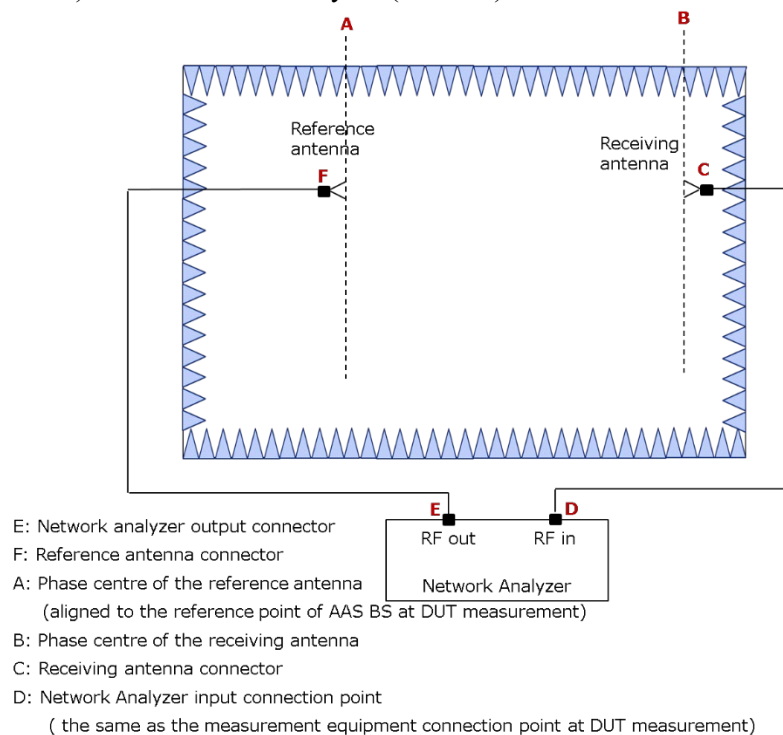 A
B
Reference
antenna
Receiving
antenna
F
C
E
D
RF out
RF in
Network Analyzer
E: Network analyzer output connector
F: Reference antenna connector
A: Phase centre of the reference antenna
(aligned to the reference point of AAS BS at DUT measurement)
B: Phase centre of the receiving antenna
C: Receiving antenna connector
D: Network Analyzer input connection point
( the same as the measurement equipment connection point at DUT measurement)